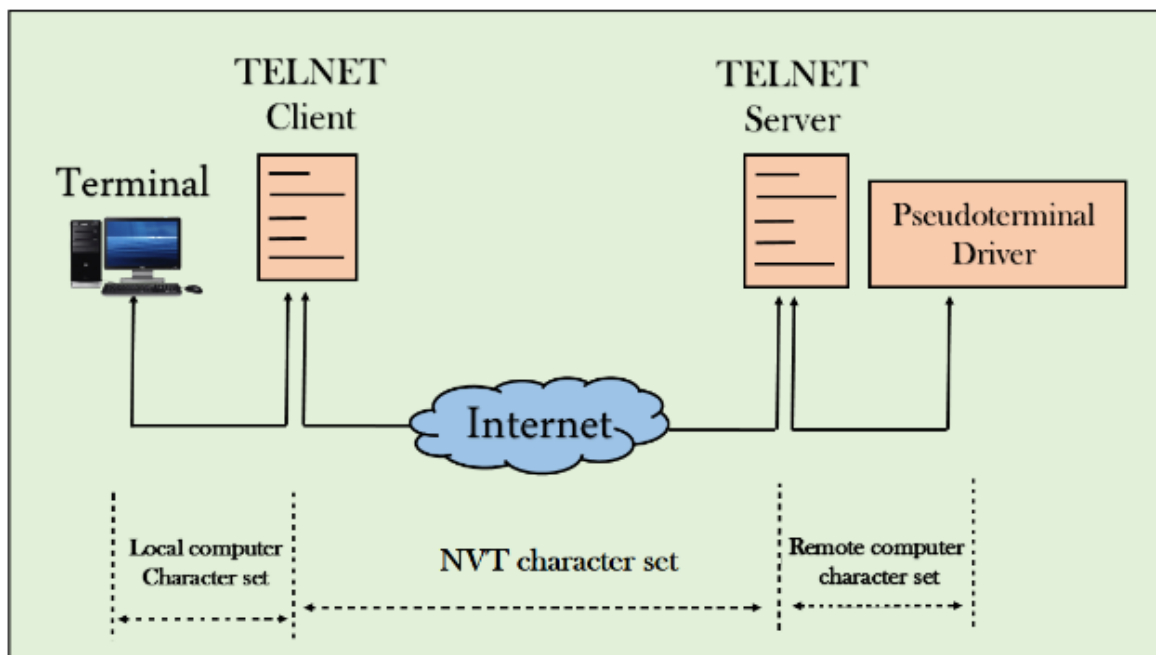 TELNET
Client
TELNET
Server
Terminal
Pseudoterminal
Driver
Internet
Local computer
Character set
NVT character set
Remote computer
character set